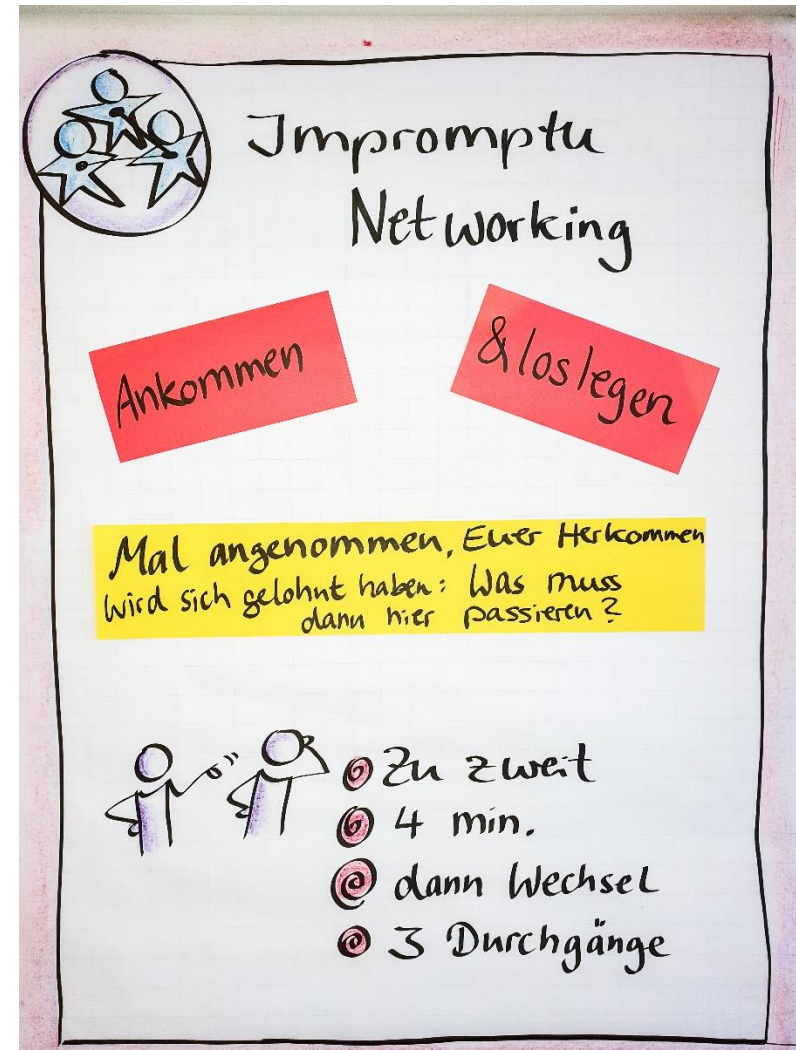 Impromptu
Networking
Ankommen
& loslegen
Mal angenommen, Euer Herkommen
wird sich gelohnt haben: Was muss
dann hier passieren?
Zu zweit
4 min.
dann Wechsel
3 Durchgänge